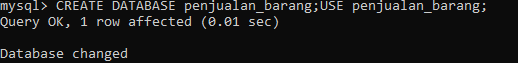 mysql> CREATE DATABASE penjualan_barang;USE penjualan_barang;
Query OK, 1 row affected (0.01 sec)
Database changed